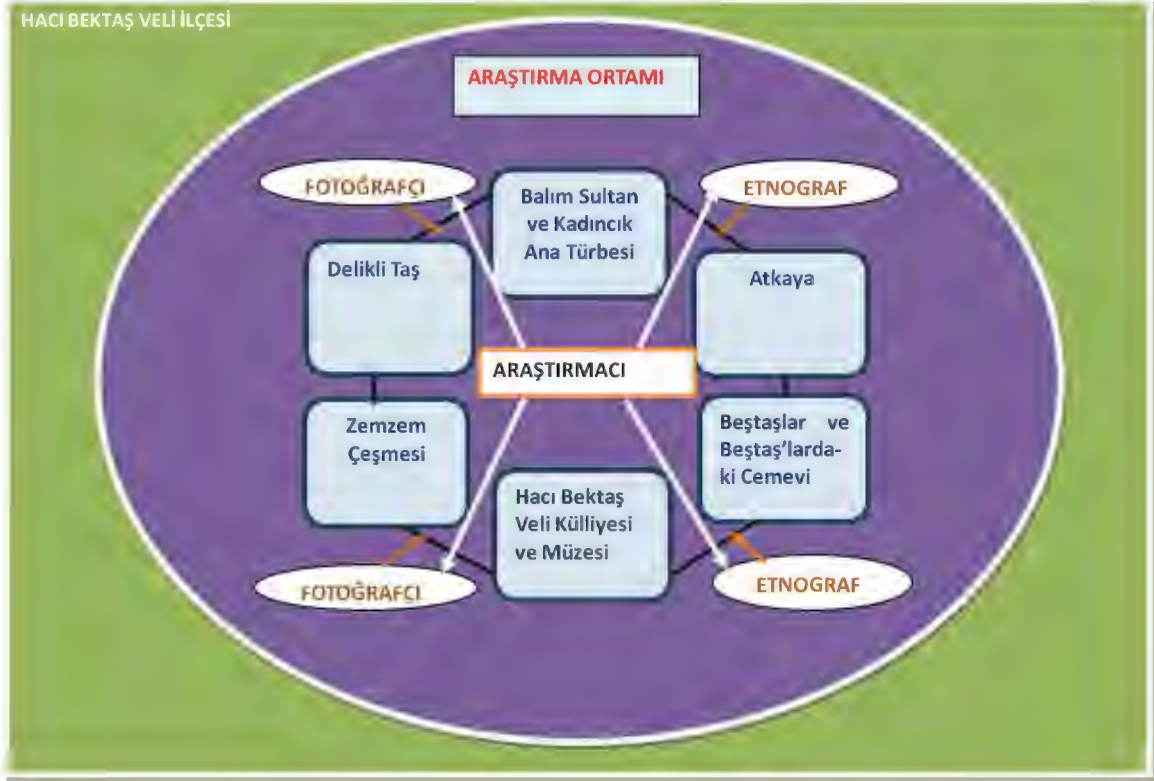 HACI BEKTAŞ VELİ İLÇESİ
ARAŞTIRMA ORTAMI
FOTOĞRAFÇI
ETNOGRAF
Balım Sultan
ve Kadıncık
Ana Türbesi
Delikli Taş
Atkaya
ARAŞTIRMACI
Zemzem
Çeşmesi
Beştaşlar ve
Beştaş'larda-
ki Cemevi
Hacı Bektaş
Veli Külliyesi
ve Müzesi
FOTOĞRAFÇI
ETNOGRAF